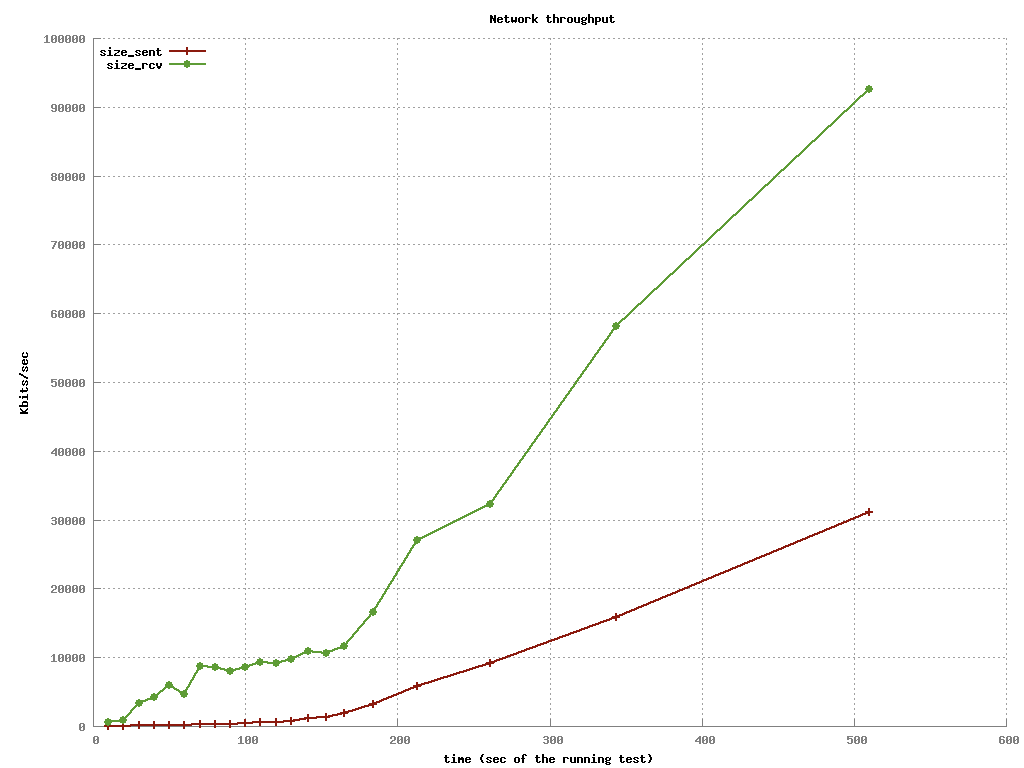 Network throughput
100000
size_sent
size_rcv
90000
80000
70000
60000
50000
40000
30000
20000
10000
0
Kbits/sec
0 100 200 300 400 500 600
time (sec of the running test)